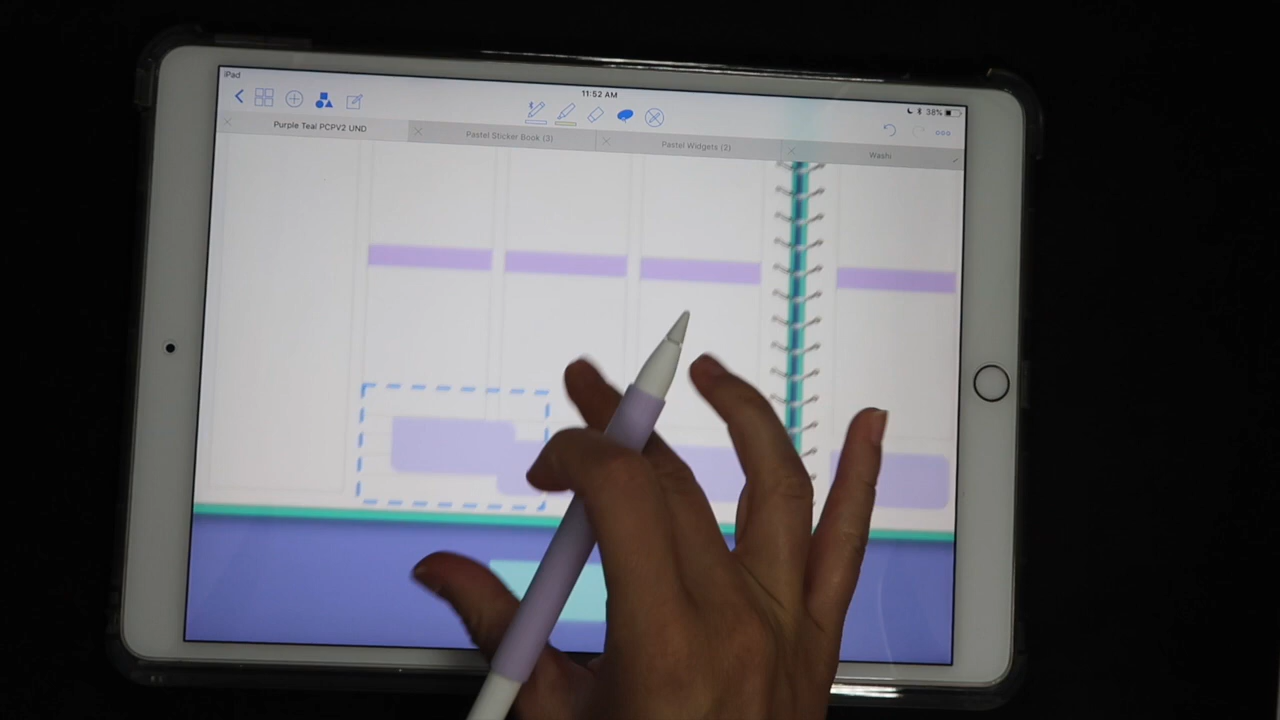 iPad
11:52 AM
38%
Purple Teal PCPV2 UND
Pastel Sticker Book (3)
Pastel Widgets (2)
Washi